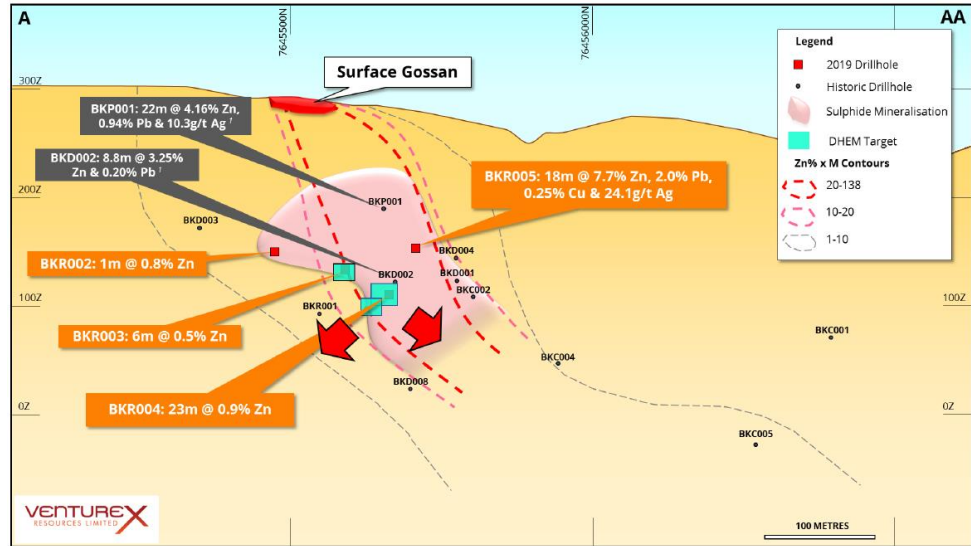 A
AA
7645500
7646000
300Z
200Z
100Z
0Z
100Z
0Z
Surface Gossan
BKP001: 22m @ 4.16% Zn,
0.94% Pb & 10.3g/t Ag 1
BKD002: 8.8m @ 3.25%
Zn & 0.20% Pb 1
BKR005: 18m @ 7.7% Zn, 2.0% Pb,
0.25% Cu & 24.1g/t Ag
BKR002: 1m @ 0.8% Zn
BKR003: 6m @ 0.5% Zn
BKR004: 23m @ 0.9% Zn
BKD003
BKP001
BKD004
BKD002
BKD001
BKC002
BKR001
BKC001
BKC004
BKD008
BKC005
Legend
2019 Drillhole
Historic Drillhole
Sulphide Mineralisation
DHEM Target
Zn% x M Contours
20-138
10-20
1-10
VENTUREX
RESOURCES LIMITED
100 METRES